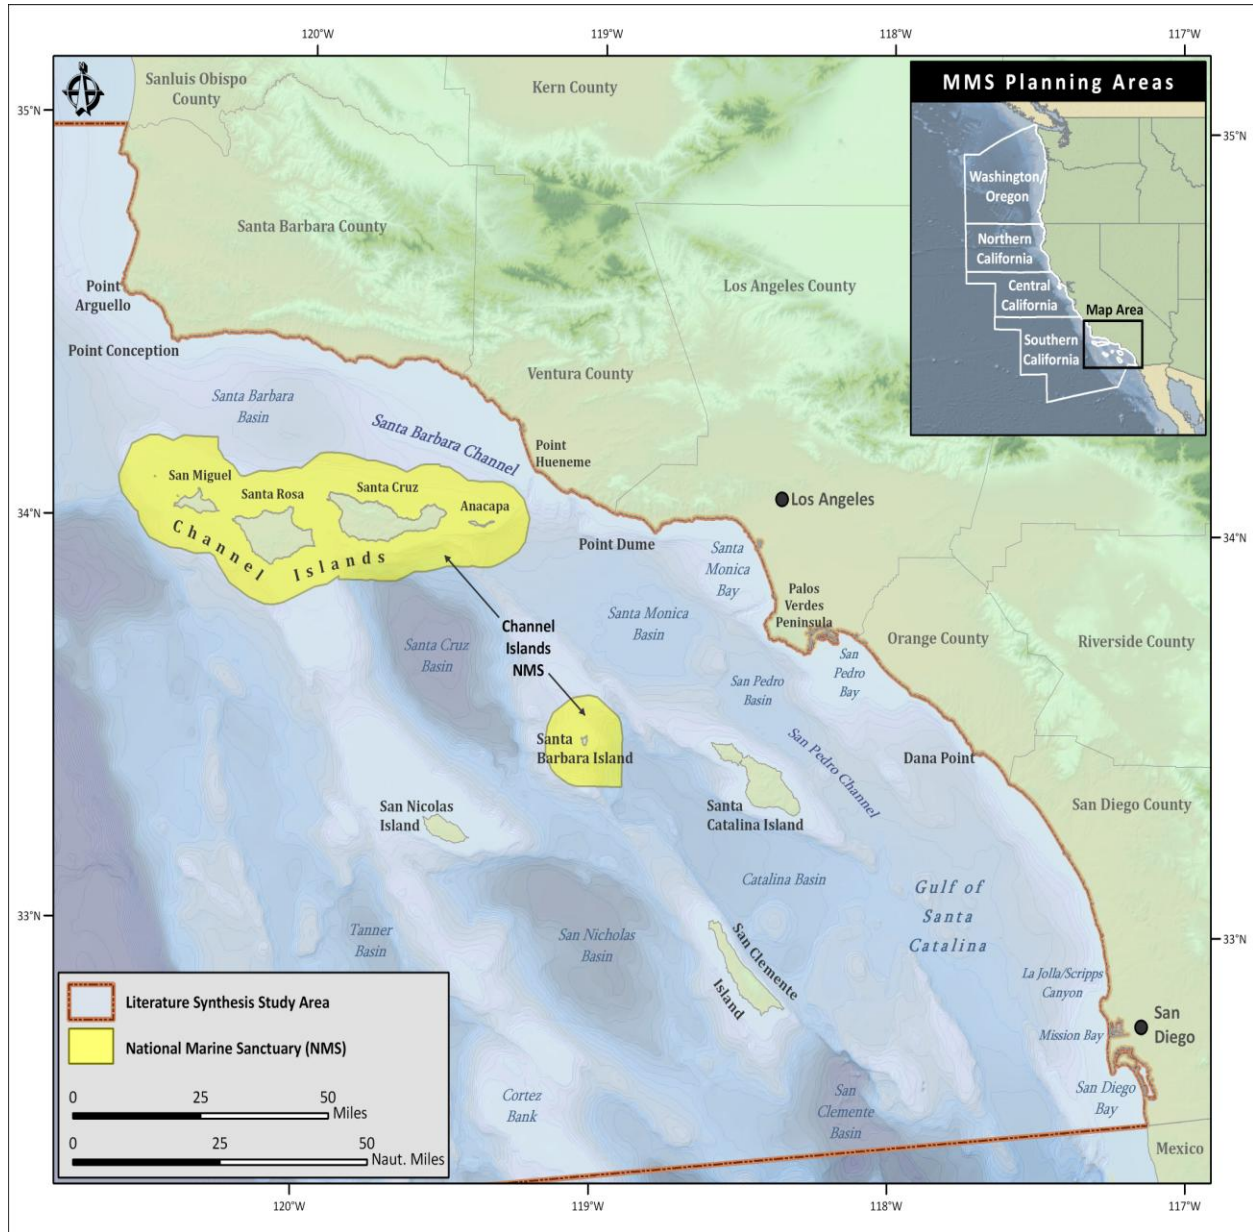 120°W
119°W
118°W
117°W
35°N
35°N
34°N
34°N
33°N
33°N
Sanluis Obispo
County
Kern County
Santa Barbara County
Los Angeles County
Ventura County
Orange County
Riverside County
San Diego County
Mexico
MMS Planning Areas
Washington/
Oregon
Northern
California
Central
California
Southern
California
Map Area
Point
Arguello
Point Conception
Santa Barbara
Basin
Santa Barbara Channel
Point
Hueneme
San Miguel
Santa Rosa
Santa Cruz
Anacapa
Channel Islands
Los Angeles
Point Dume
Santa
Monica
Bay
Palos
Verdes
Peninsula
Santa Monica
Basin
Santa Cruz
Basin
Channel
Islands
NMS
San Pedro
Basin
San
Pedro
Bay
San Pedro Channel
Santa
Barbara Island
Dana Point
San Nicolas
Island
Santa
Catalina Island
Catalina Basin
Gulf of
Santa
Catalina
Tanner
Basin
San Nicholas
Basin
San Clemente
Island
La Jolla/Scripps
Canyon
Mission Bay
San
Diego
San Diego
Bay
Cortez
Bank
San
Clemente
Basin
Literature Synthesis Study Area
National Marine Sanctuary (NMS)
0 25 50
Miles
0 25 50
Naut. Miles
120°W
119°W
118°W
117°W